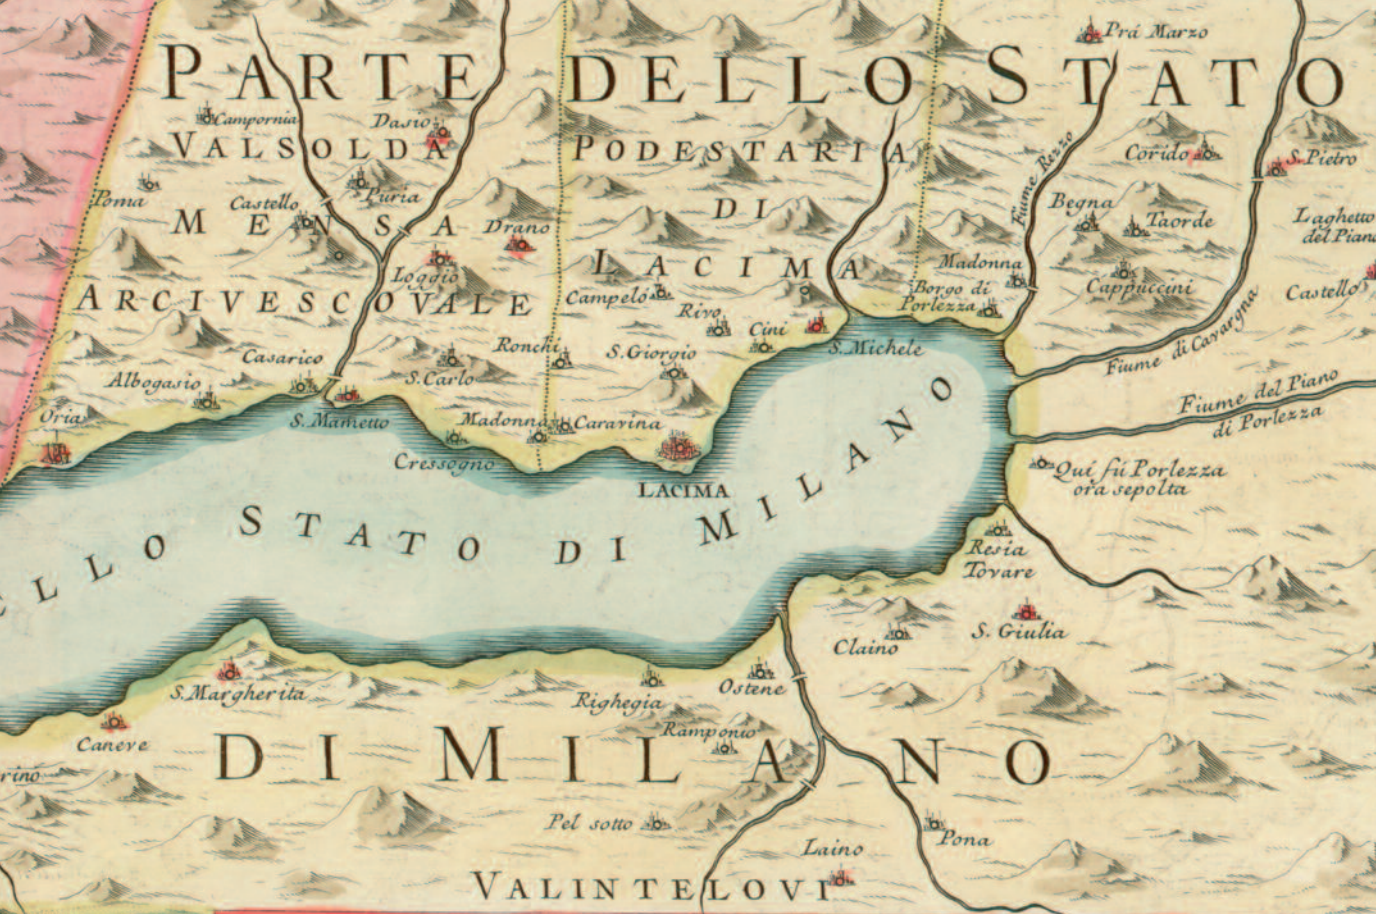 Prá Marzo
PARTE DELLO STATO
Campornia
Dasio
VALSOLDA
PODESTARIA
Corido
S. Pietro
Fiume Rezzo
Puria
Poma
Castello
Begna
Taorde
MENSA
Drano
DI
Laghetto
del Piano
Loggio
LACIMA
Madonna
Cappuccini
ARCIVESCOVALE
Campelo
Borgo di
Porlezza
Castello
Rivo
Cini
S. Michele
Fiume di Cavargna
Casarico
Ronchi
S. Giorgio
Albogasio
S. Carlo
Fiume del Piano
di Porlezza
Oria
S. Mametto
Madonna
Caravina
Cressogno
LACIMA
Qui fú Porlezza
ora sepolta
ELLO STATO DI MILANO
Resia
Tovare
S. Giulia
Claino
S. Margherita
Righegia
Ostene
Caneve
Ramponio
DI MILANO
rino
Pel sotto
Pona
Laino
VALINTELOVI